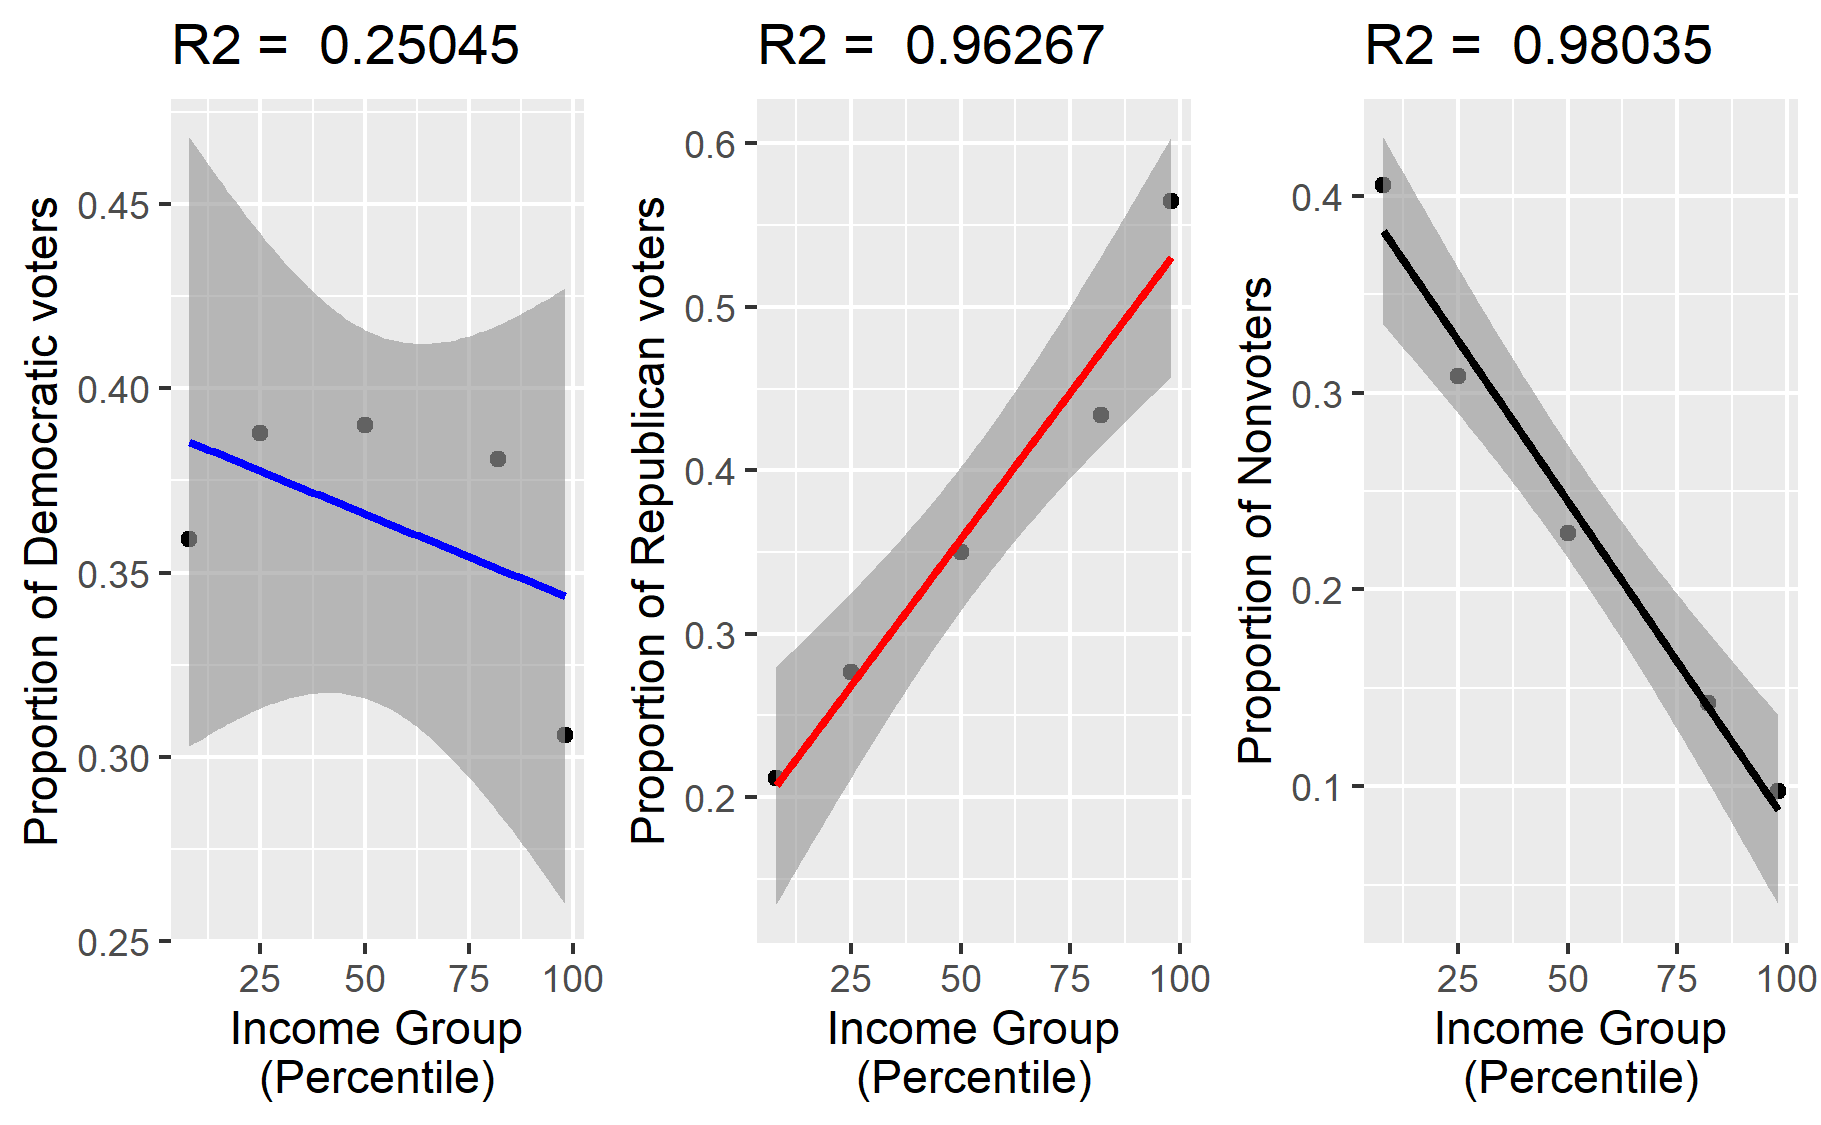 R2 =  0.25045
Proportion of Democratic voters
0.45
0.40
0.35
0.30
0.25
25 50 75 100
Income Group
(Percentile)
R2 =  0.96267
Proportion of Republican voters
0.6
0.5
0.4
0.3
0.2
25 50 75 100
Income Group
(Percentile)
R2 =  0.98035
Proportion of Nonvoters
0.4
0.3
0.2
0.1
25 50 75 100
Income Group
(Percentile)